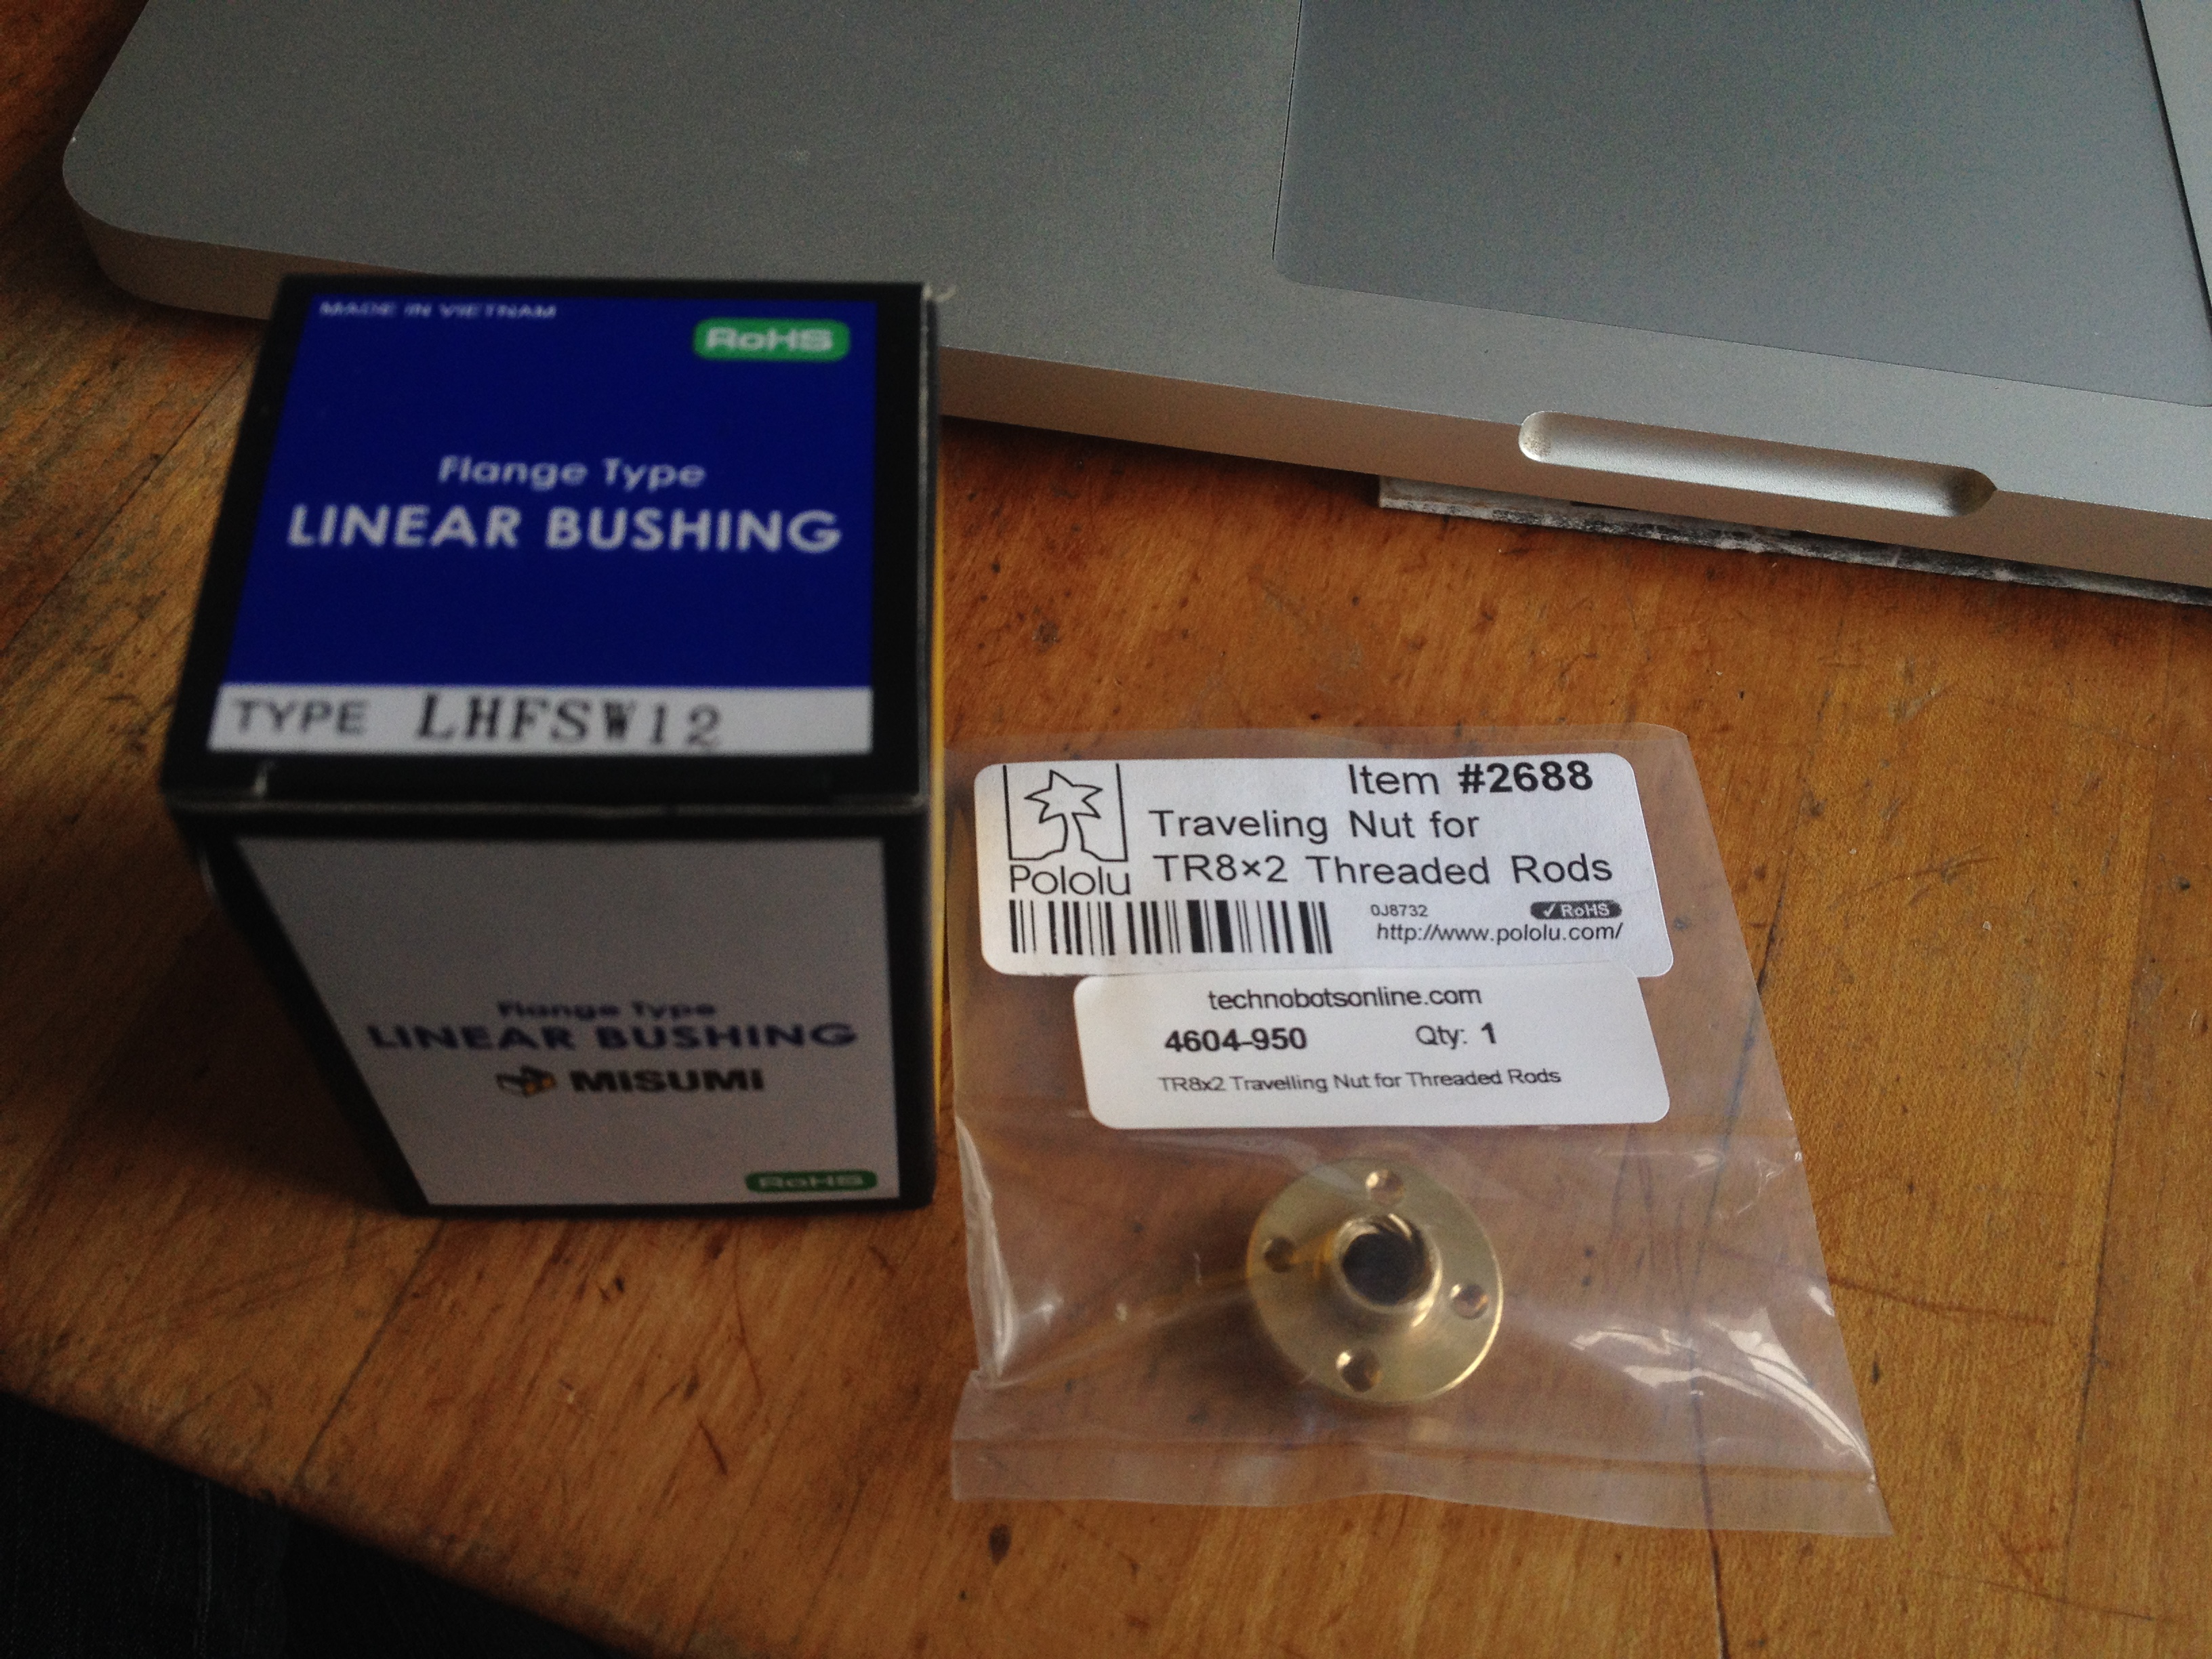 MADE IN VIETNAM
RoHS
Flange Type
LINEAR BUSHING
TYPE LHFSW12
Flange Type
LINEAR BUSHING
MISUMI
RoHS
Item #2688
Traveling Nut for
TR8×2 Threaded Rods
Pololu
0J8732
✓RoHS
http://www.pololu.com/
technobotsonline.com
4604-950 Qty: 1
TR8x2 Travelling Nut for Threaded Rods